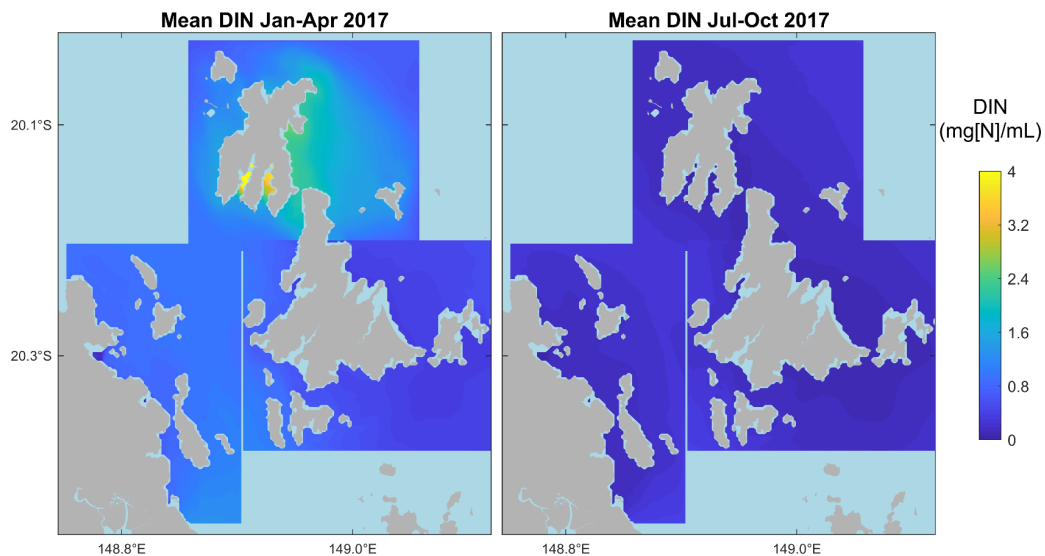 Mean DIN Jan-Apr 2017
Mean DIN Jul-Oct 2017
20.1°S
20.3°S
148.8°E
149.0°E
148.8°E
149.0°E
DIN
(mg[N]/mL)
4
3.2
2.4
1.6
0.8
0